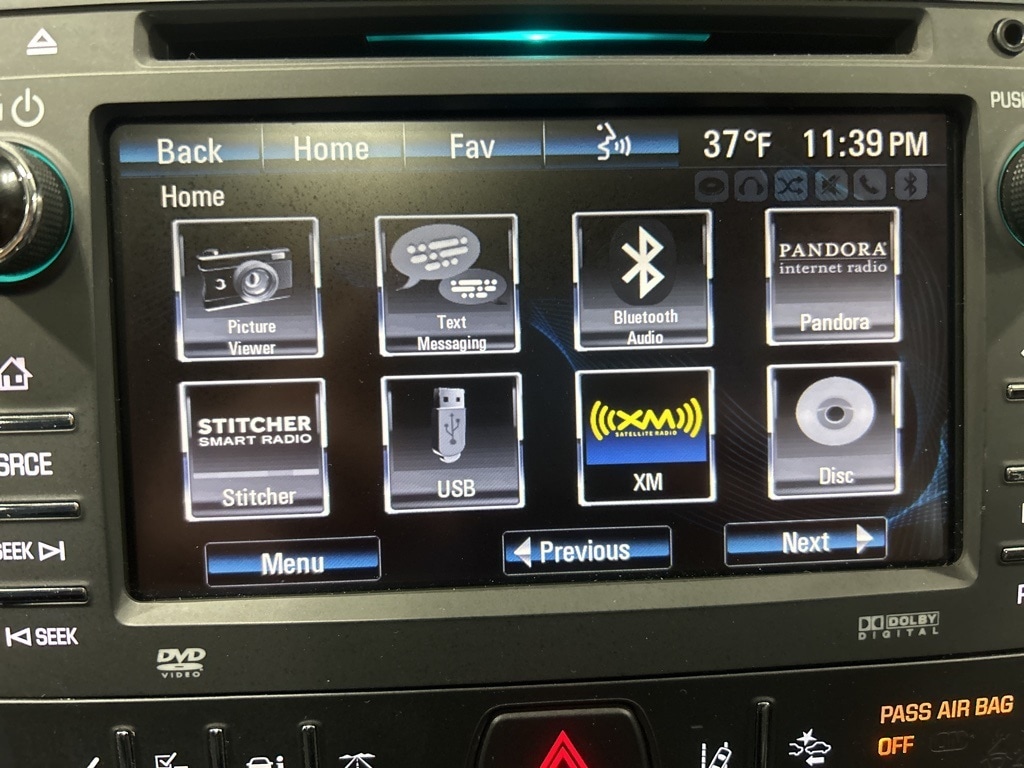 PUSH
Back Home Fav 37°F 11:39 PM
Home
Picture
Viewer
Text
Messaging
Bluetooth
Audio
PANDORA
internet radio
Pandora
STITCHER
SMART RADIO
Stitcher
USB
XM
SATELLITE RADIO
XM
Disc
Menu Previous Next
SRCE
SEEK
SEEK
DVD
VIDEO
DOLBY
DIGITAL
PASS AIR BAG
OFF